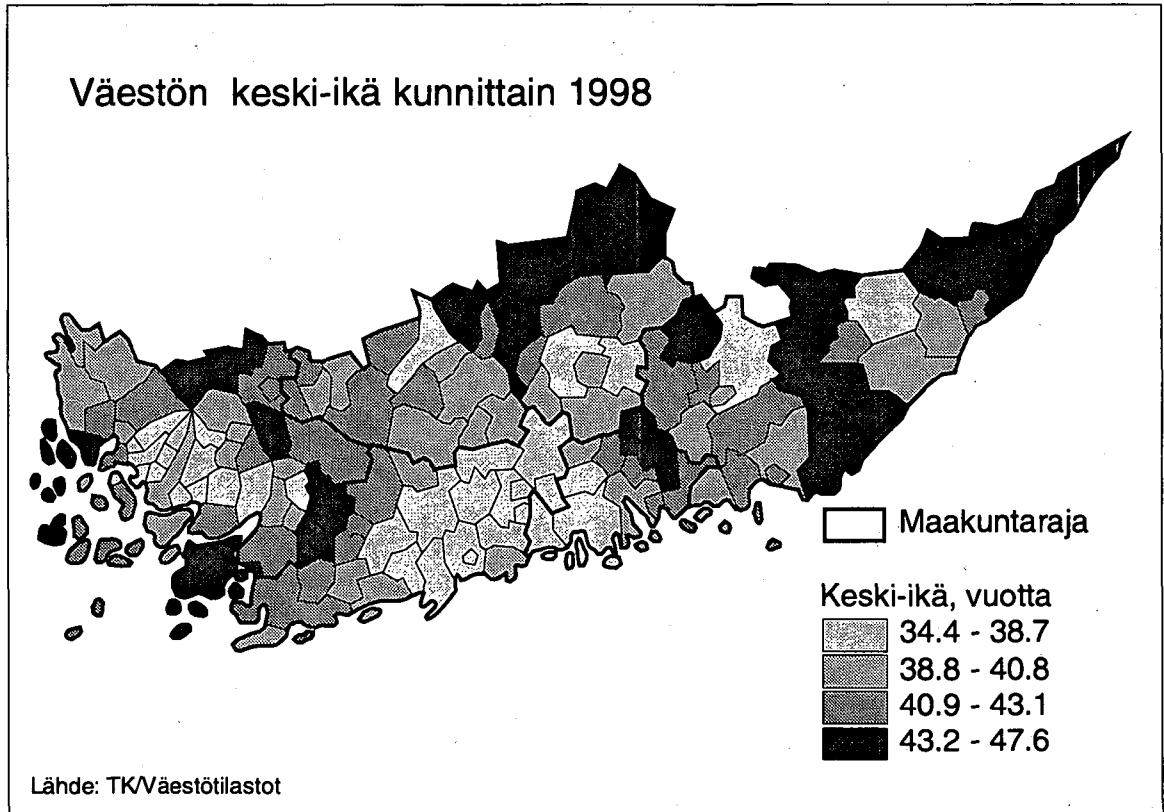 Väestön keski-ikä kunnittain 1998
Maakuntaraja
Keski-ikä, vuotta
34.4 - 38.7
38.8 - 40.8
40.9 - 43.1
43.2 - 47.6
Lähde: TK/Väestötilastot